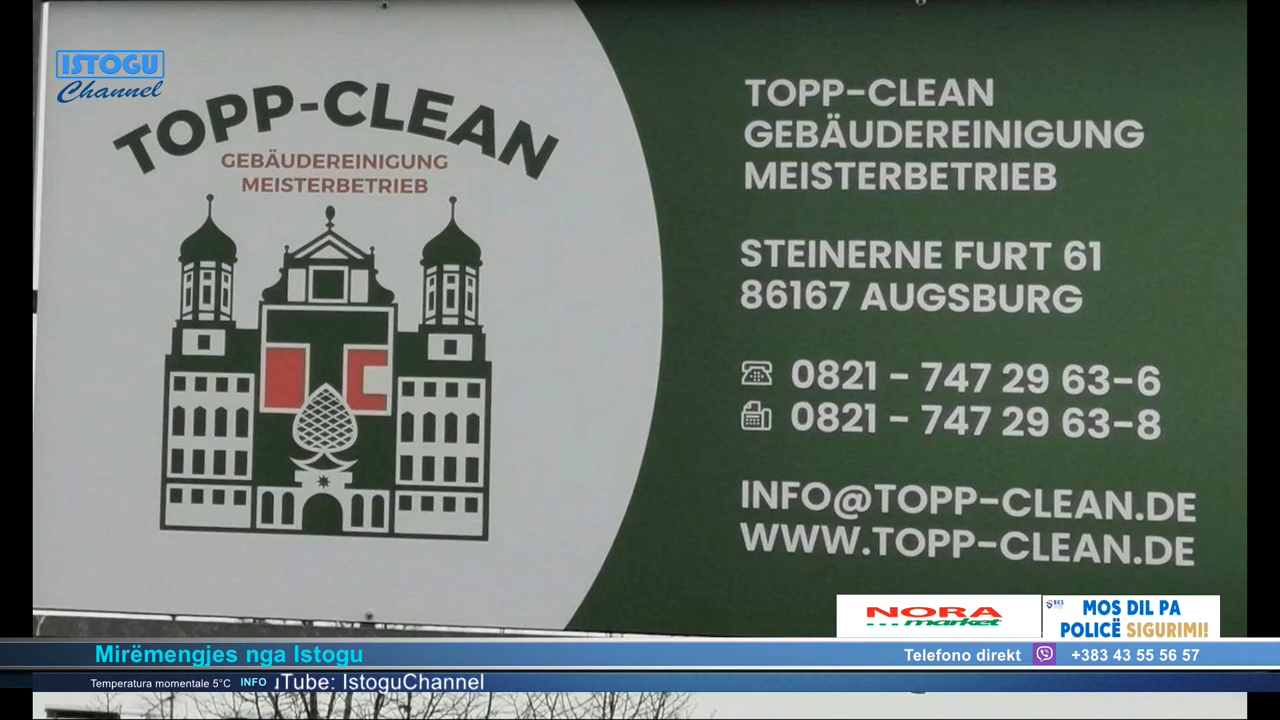 ISTOGU
Channel
TOPP-CLEAN
GEBÄUDEREINIGUNG
MEISTERBETRIEB
TC
TOPP-CLEAN
GEBÄUDEREINIGUNG
MEISTERBETRIEB
STEINERNE FURT 61
86167 AUGSBURG
0821 - 747 29 63-6
0821 - 747 29 63-8
INFO@TOPP-CLEAN.DE
WWW.TOPP-CLEAN.DE
NORA
market
BKS
MOS DIL PA
POLICË SIGURIMI!
Mirëmengjes nga Istogu
Telefono direkt +383 43 55 56 57
Temperatura momentale 5°C INFO
Tube: IstoguChannel